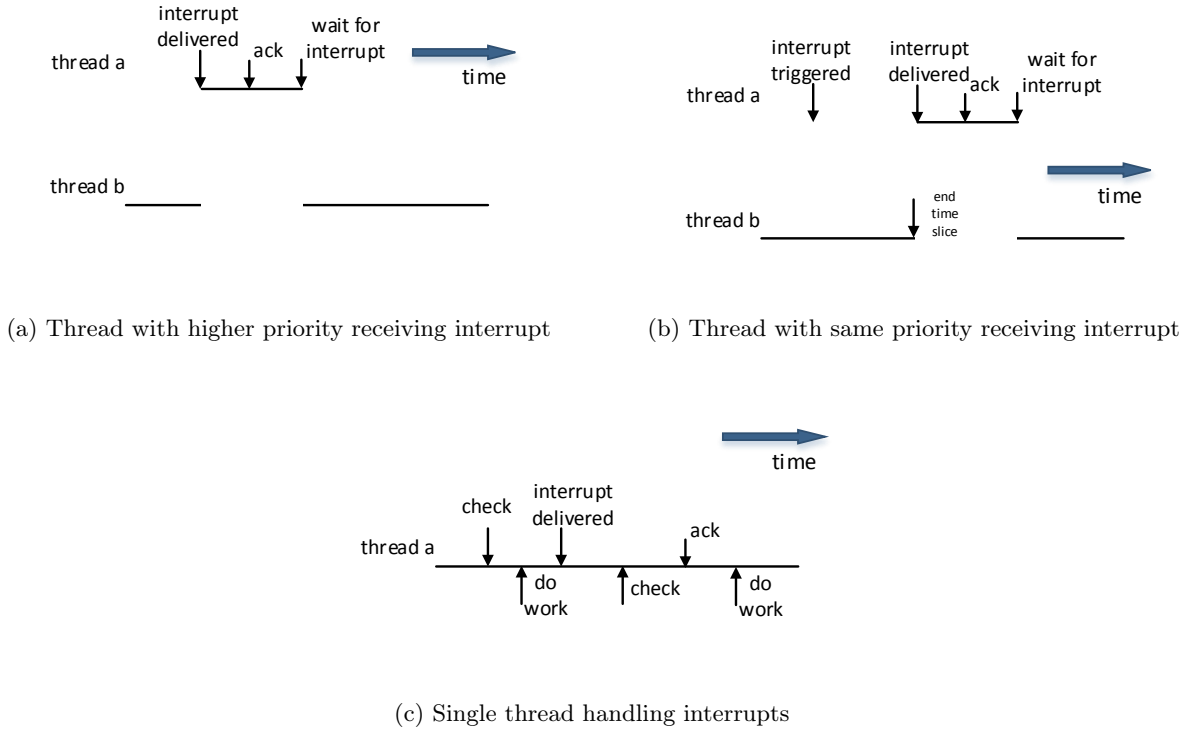 interrupt
delivered
ack
wait for
interrupt
thread a
time
thread b
(a) Thread with higher priority receiving interrupt
interrupt
triggered
interrupt
delivered
ack
wait for
interrupt
thread a
time
thread b
end
time
slice
(b) Thread with same priority receiving interrupt
time
check
interrupt
delivered
ack
thread a
do
work
check
do
work
(c) Single thread handling interrupts